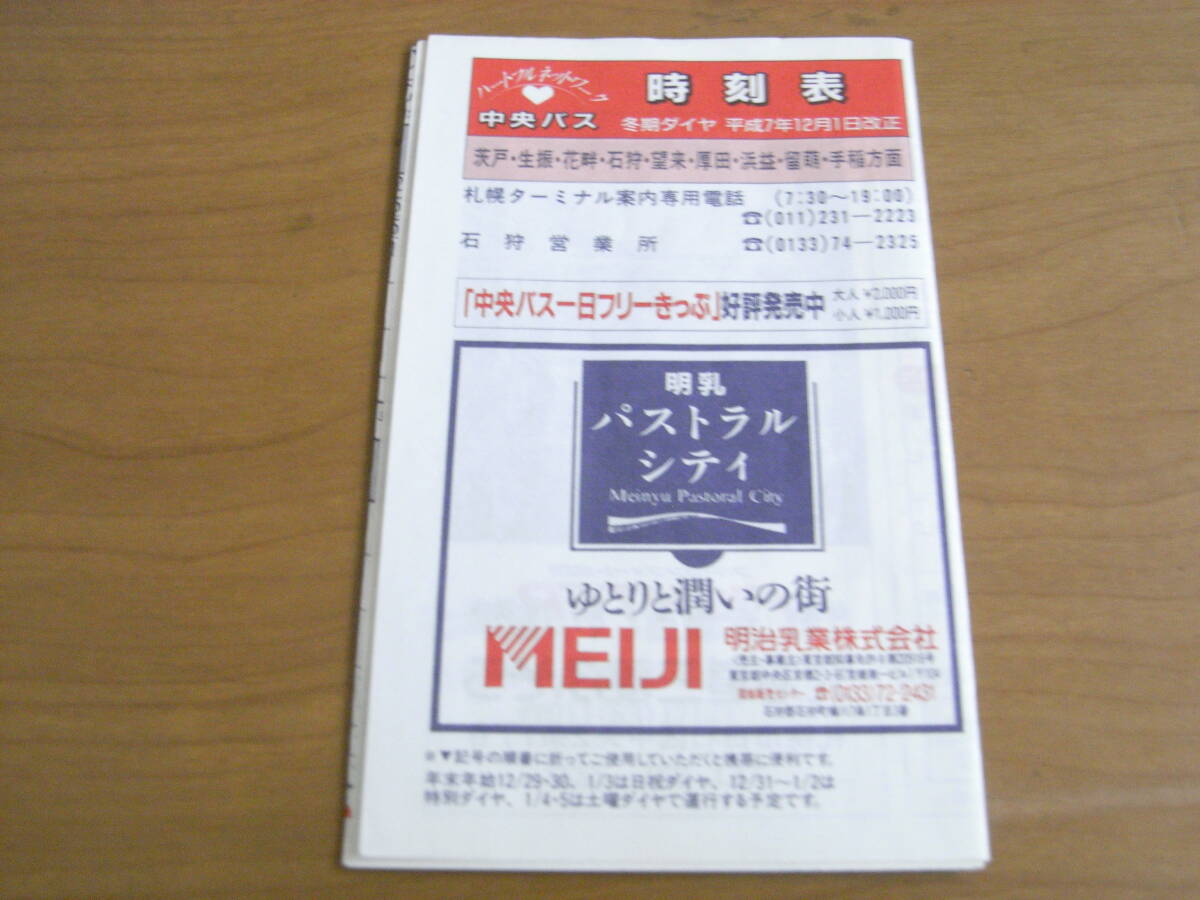 ハートフルネットワーク
中央バス
時刻表
冬期ダイヤ 平成7年12月1日改正
茨戸・生振・花畔・石狩・望来・厚田・浜益・留萌・手稲方面
札幌ターミナル案内専用電話 (7:30〜19:00)
☎(011)231—2223
石狩営業所 ☎(0133)74—2325
「中央バス一日フリーきっぷ」好評発売中 大人 ¥2,000円
小人 ¥1,000円
明乳
パストラル
シティ
Meinyu Pastoral City
ゆとりと潤いの街
MEIJI
明治乳業株式会社
☎(0133)72-2431
※▼記号の順番に折ってご使用していただくと携帯に便利です。
年末年始12/29・30、1/3は日祝ダイヤ、12/31〜1/2は
特別ダイヤ、1/4・5は土曜ダイヤで運行する予定です。